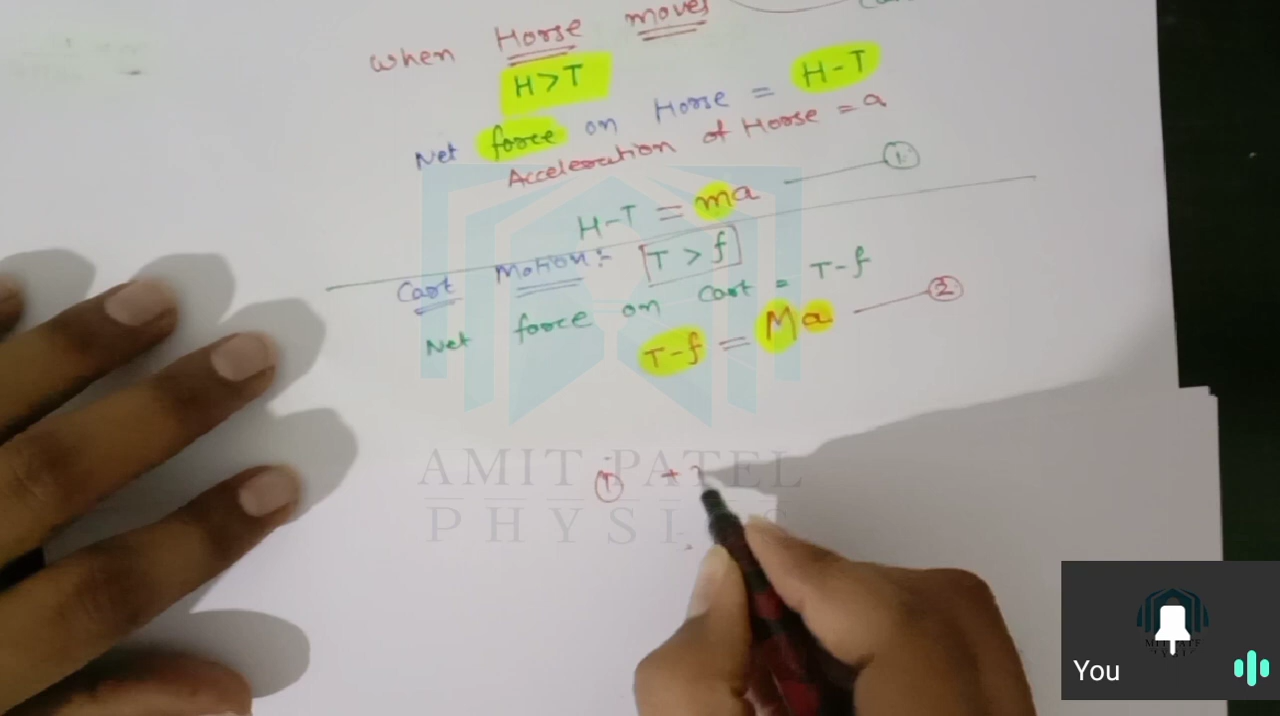 When Horse moves
H > T
Net force on Horse = H-T
Acceleration of Horse = a
H-T = ma ①
Cart Motion:- T > f
Net force on Cart = T-f
T-f = Ma ②
① +
AMIT PATEL
PHYSICS
You